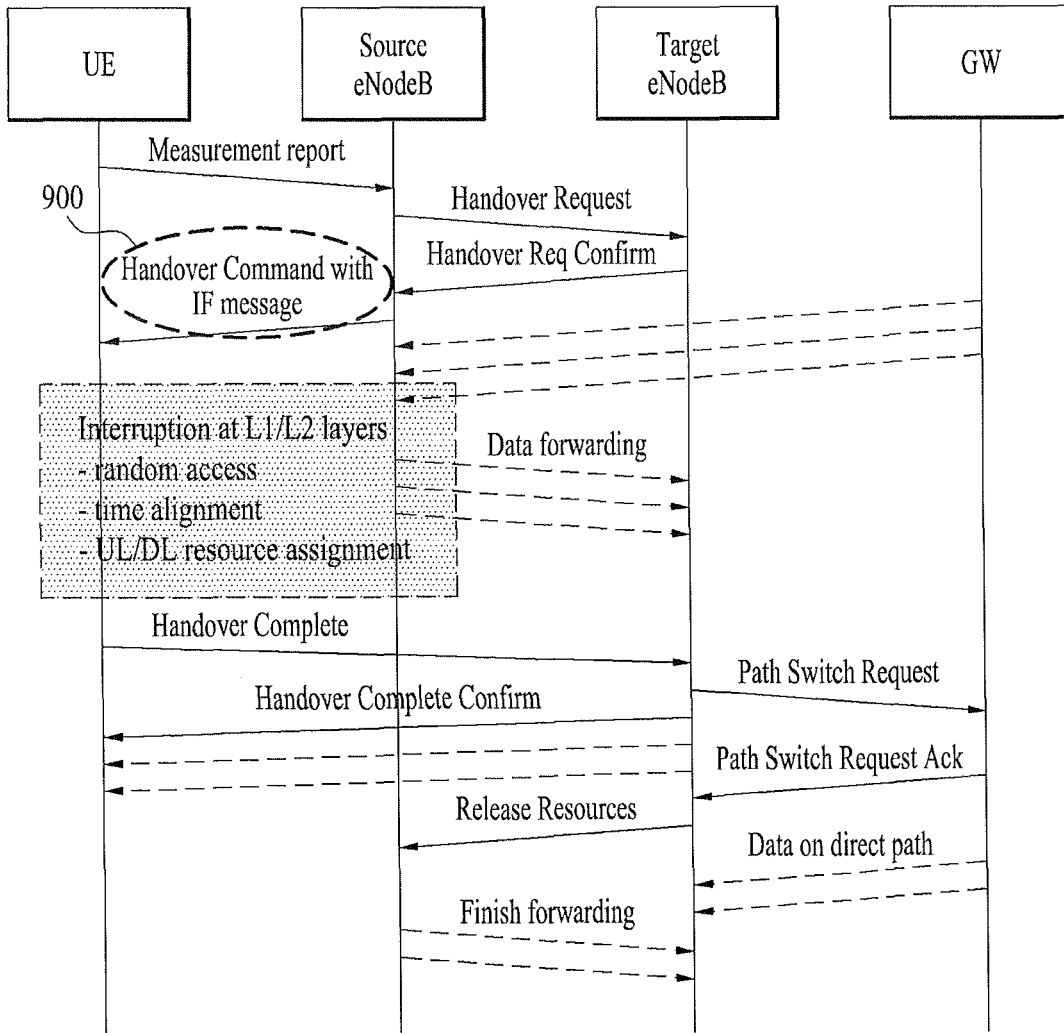 UE
Source
eNodeB
Target
eNodeB
GW
Measurement report
900
Handover Request
Handover Command with
IF message
Handover Req Confirm
Interruption at L1/L2 layers
- random access
- time alignment
- UL/DL resource assignment
Data forwarding
Handover Complete
Path Switch Request
Handover Complete Confirm
Path Switch Request Ack
Release Resources
Data on direct path
Finish forwarding